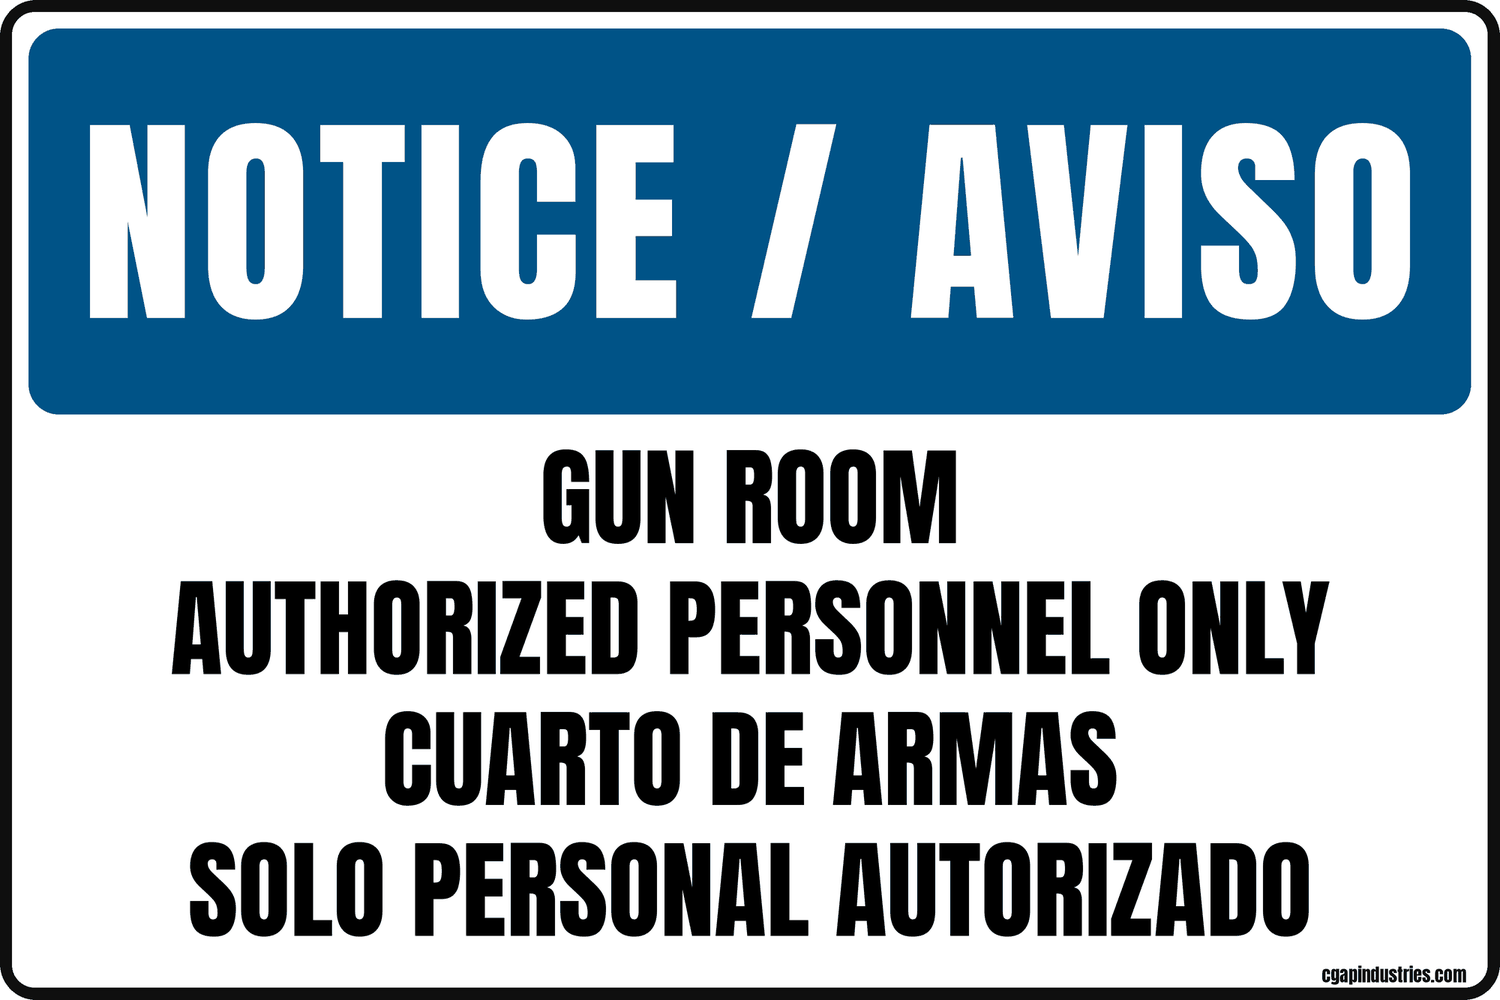 NOTICE / AVISO
GUN ROOM
AUTHORIZED PERSONNEL ONLY
CUARTO DE ARMAS
SOLO PERSONAL AUTORIZADO
cgapindustries.com